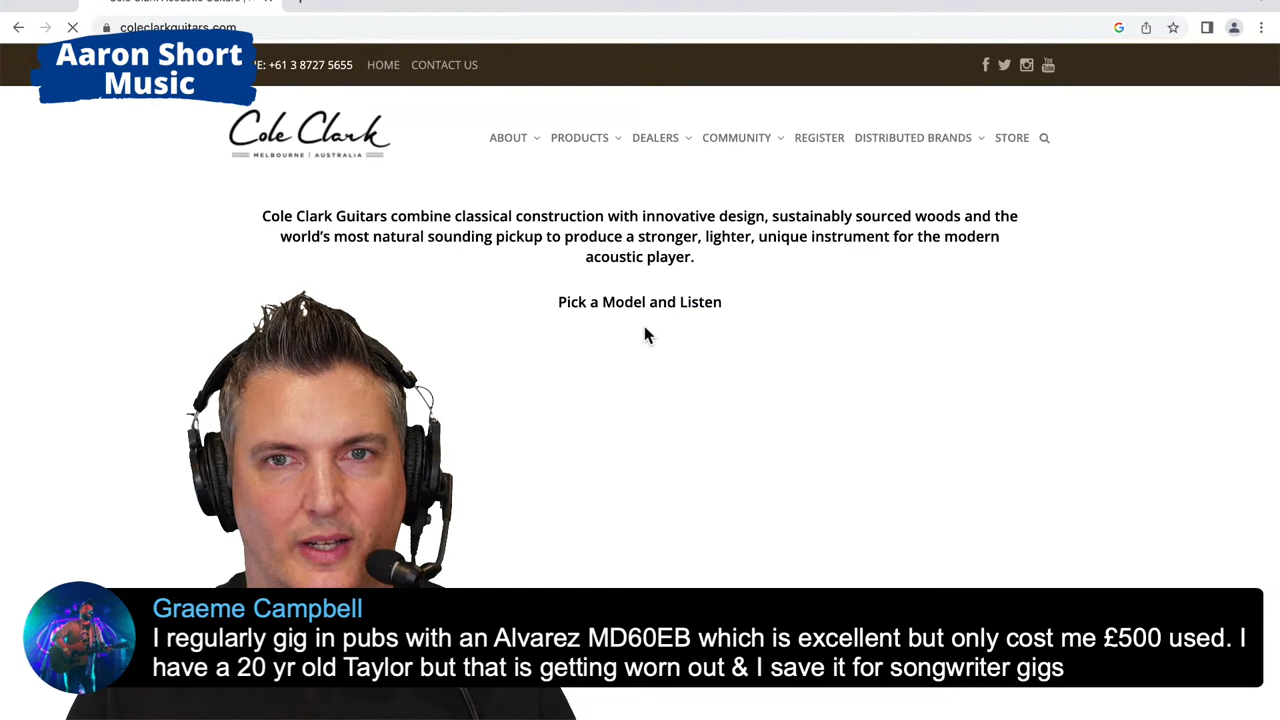 coleclarkguitars.com
Aaron Short
Music
PE: +61 3 8727 5655
HOME
CONTACT US
Cole Clark
MELBOURNE | AUSTRALIA
ABOUT
PRODUCTS
DEALERS
COMMUNITY
REGISTER
DISTRIBUTED BRANDS
STORE
Cole Clark Guitars combine classical construction with innovative design, sustainably sourced woods and the
world's most natural sounding pickup to produce a stronger, lighter, unique instrument for the modern
acoustic player.
Pick a Model and Listen
Graeme Campbell
I regularly gig in pubs with an Alvarez MD60EB which is excellent but only cost me £500 used. I
have a 20 yr old Taylor but that is getting worn out & I save it for songwriter gigs